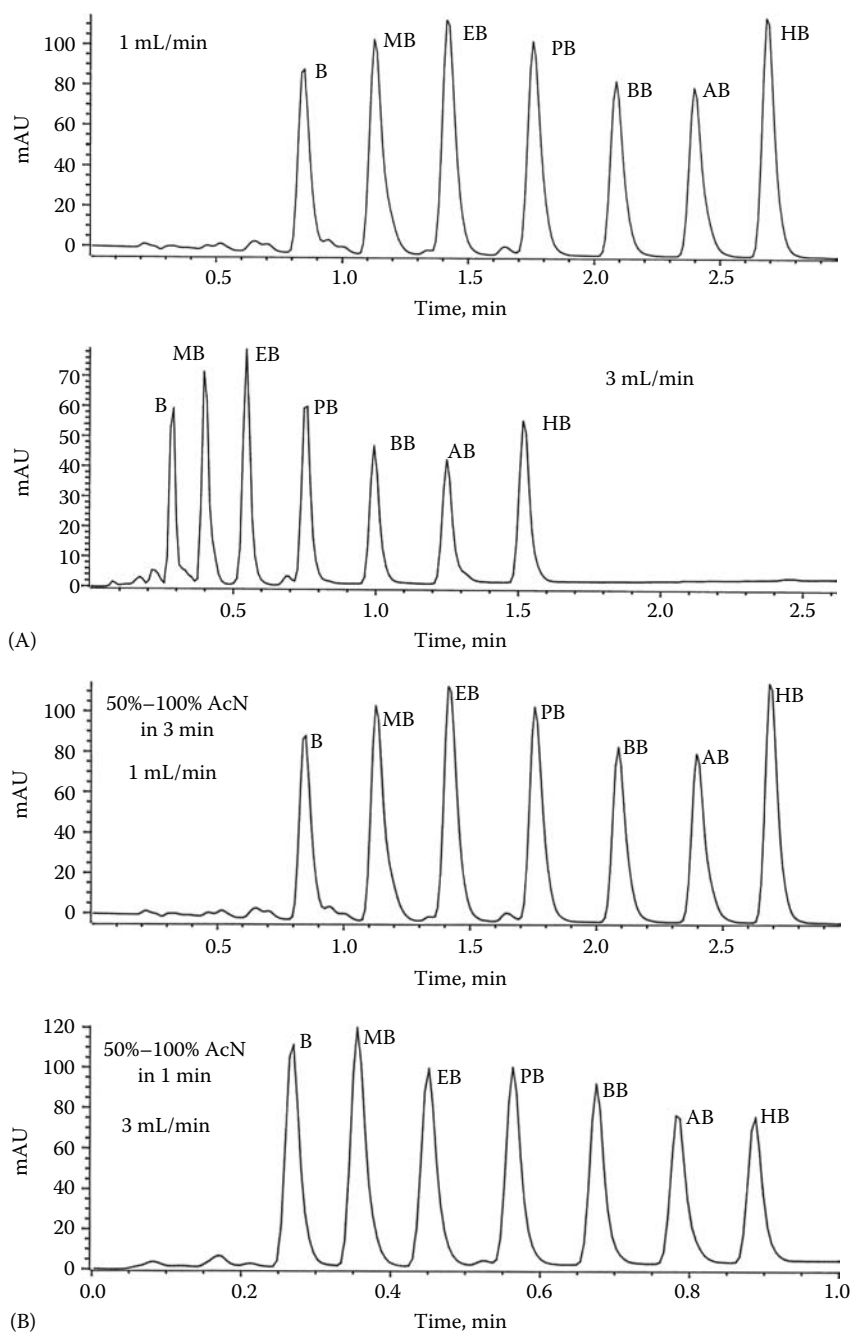 1 mL/min
B
MB
EB
PB
BB
AB
HB
mAU
100
80
60
40
20
0
0.5
1.0
1.5
2.0
2.5
Time, min
3 mL/min
B
MB
EB
PB
BB
AB
HB
mAU
70
60
50
40
30
20
10
0
0.5
1.0
1.5
2.0
2.5
Time, min
(A)
50%–100% AcN
in 3 min
1 mL/min
B
MB
EB
PB
BB
AB
HB
mAU
100
80
60
40
20
0
0.5
1.0
1.5
2.0
2.5
Time, min
50%–100% AcN
in 1 min
3 mL/min
B
MB
EB
PB
BB
AB
HB
mAU
120
100
80
60
40
20
0
0.0
0.2
0.4
0.6
0.8
1.0
Time, min
(B)